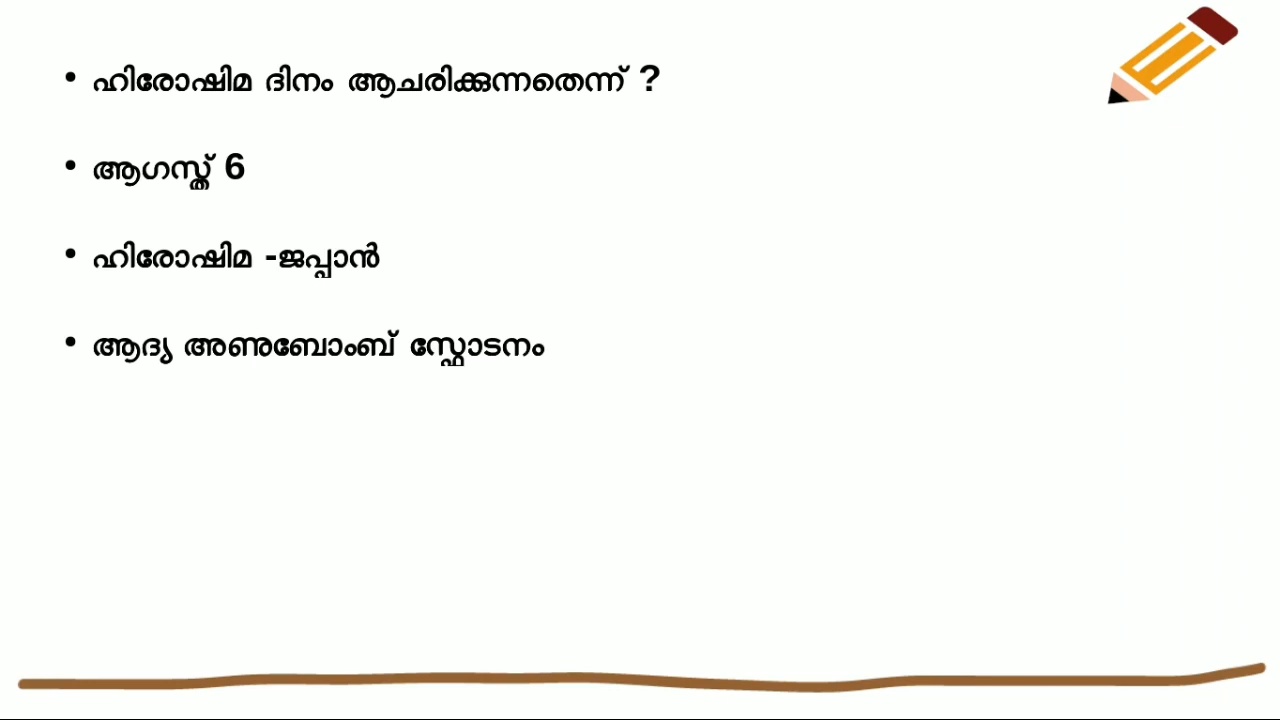 • ഹിരോഷിമ ദിനം ആചരിക്കുന്നതെന്ന് ?
• ആഗസ്ത് 6
• ഹിരോഷിമ -ജപ്പാൻ
• ആദ്യ അണുബോംബ് സ്ഫോടനം